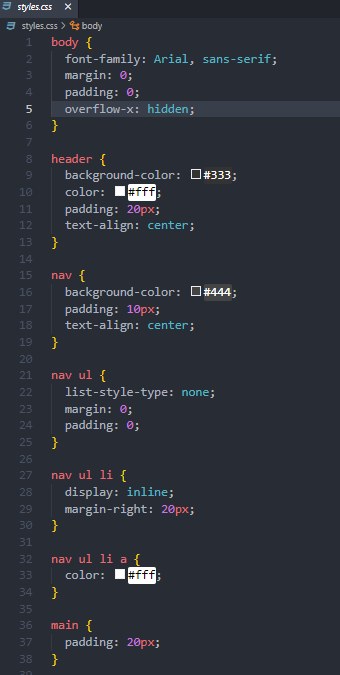 styles.css
styles.css > body
1 body {
2 font-family: Arial, sans-serif;
3 margin: 0;
4 padding: 0;
5 overflow-x: hidden;
6 }
7
8 header {
9 background-color: #333;
10 color: #fff;
11 padding: 20px;
12 text-align: center;
13 }
14
15 nav {
16 background-color: #444;
17 padding: 10px;
18 text-align: center;
19 }
20
21 nav ul {
22 list-style-type: none;
23 margin: 0;
24 padding: 0;
25 }
26
27 nav ul li {
28 display: inline;
29 margin-right: 20px;
30 }
31
32 nav ul li a {
33 color: #fff;
34 }
35
36 main {
37 padding: 20px;
38 }
39